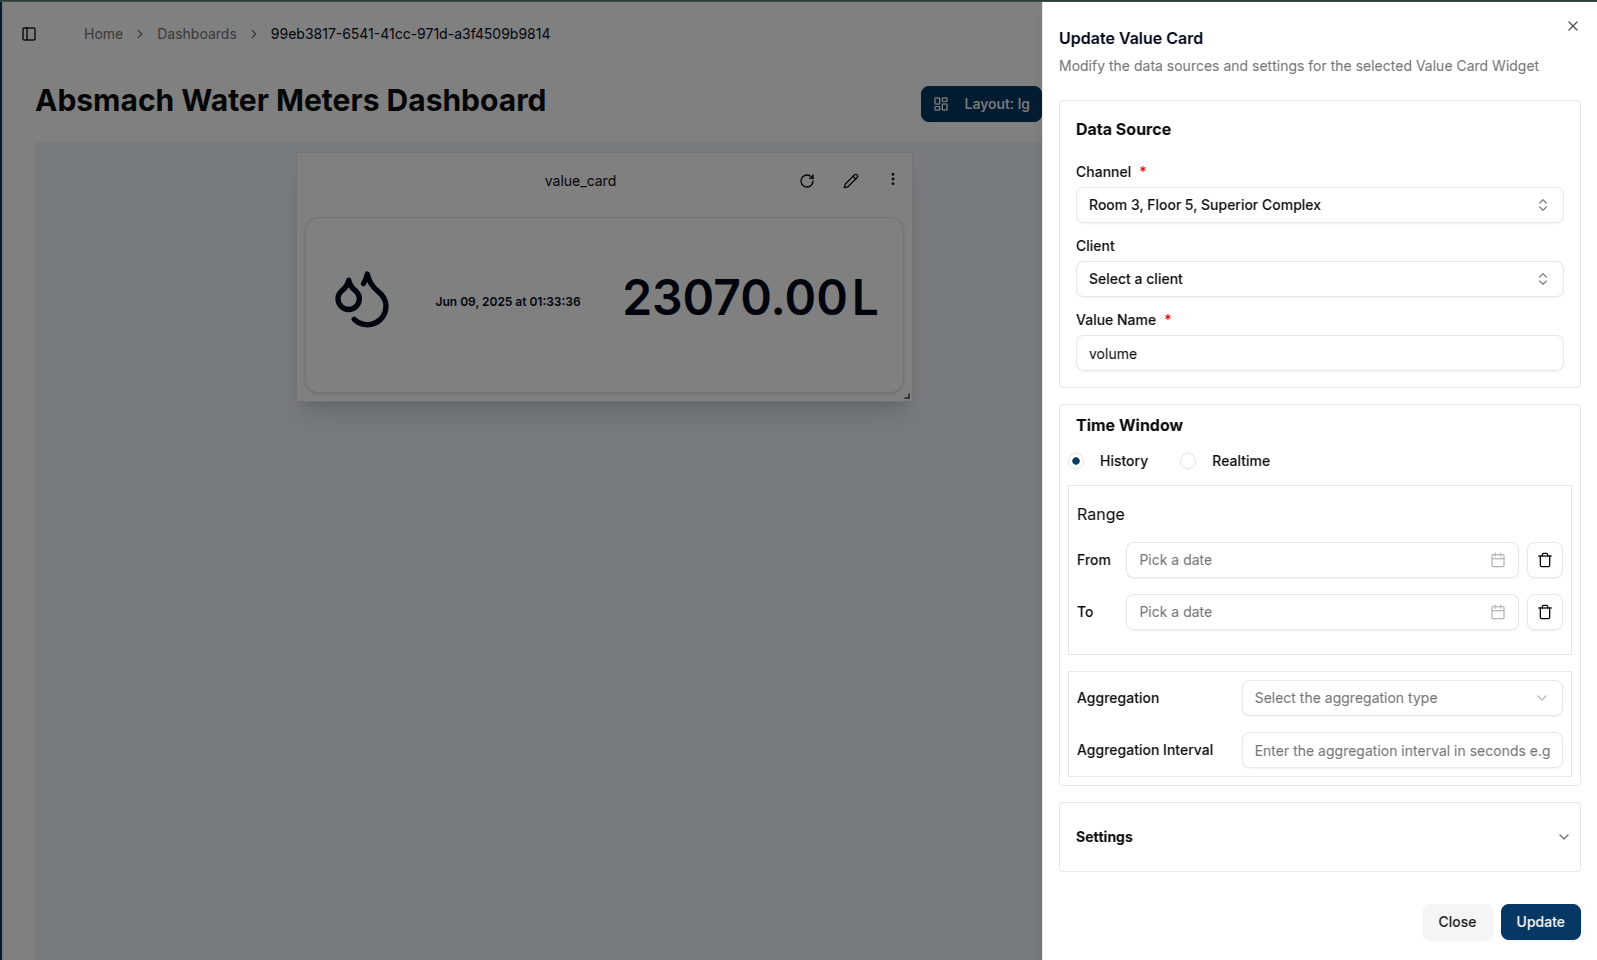 Home > Dashboards > 99eb3817-6541-41cc-971d-a3f4509b9814
Absmach Water Meters Dashboard
Layout: lg
value_card
Jun 09, 2025 at 01:33:36
23070.00 L
Update Value Card
Modify the data sources and settings for the selected Value Card Widget
Data Source
Channel *
Room 3, Floor 5, Superior Complex
Client
Select a client
Value Name *
volume
Time Window
History
Realtime
Range
From
Pick a date
To
Pick a date
Aggregation
Select the aggregation type
Aggregation Interval
Enter the aggregation interval in seconds e.g
Settings
Close
Update